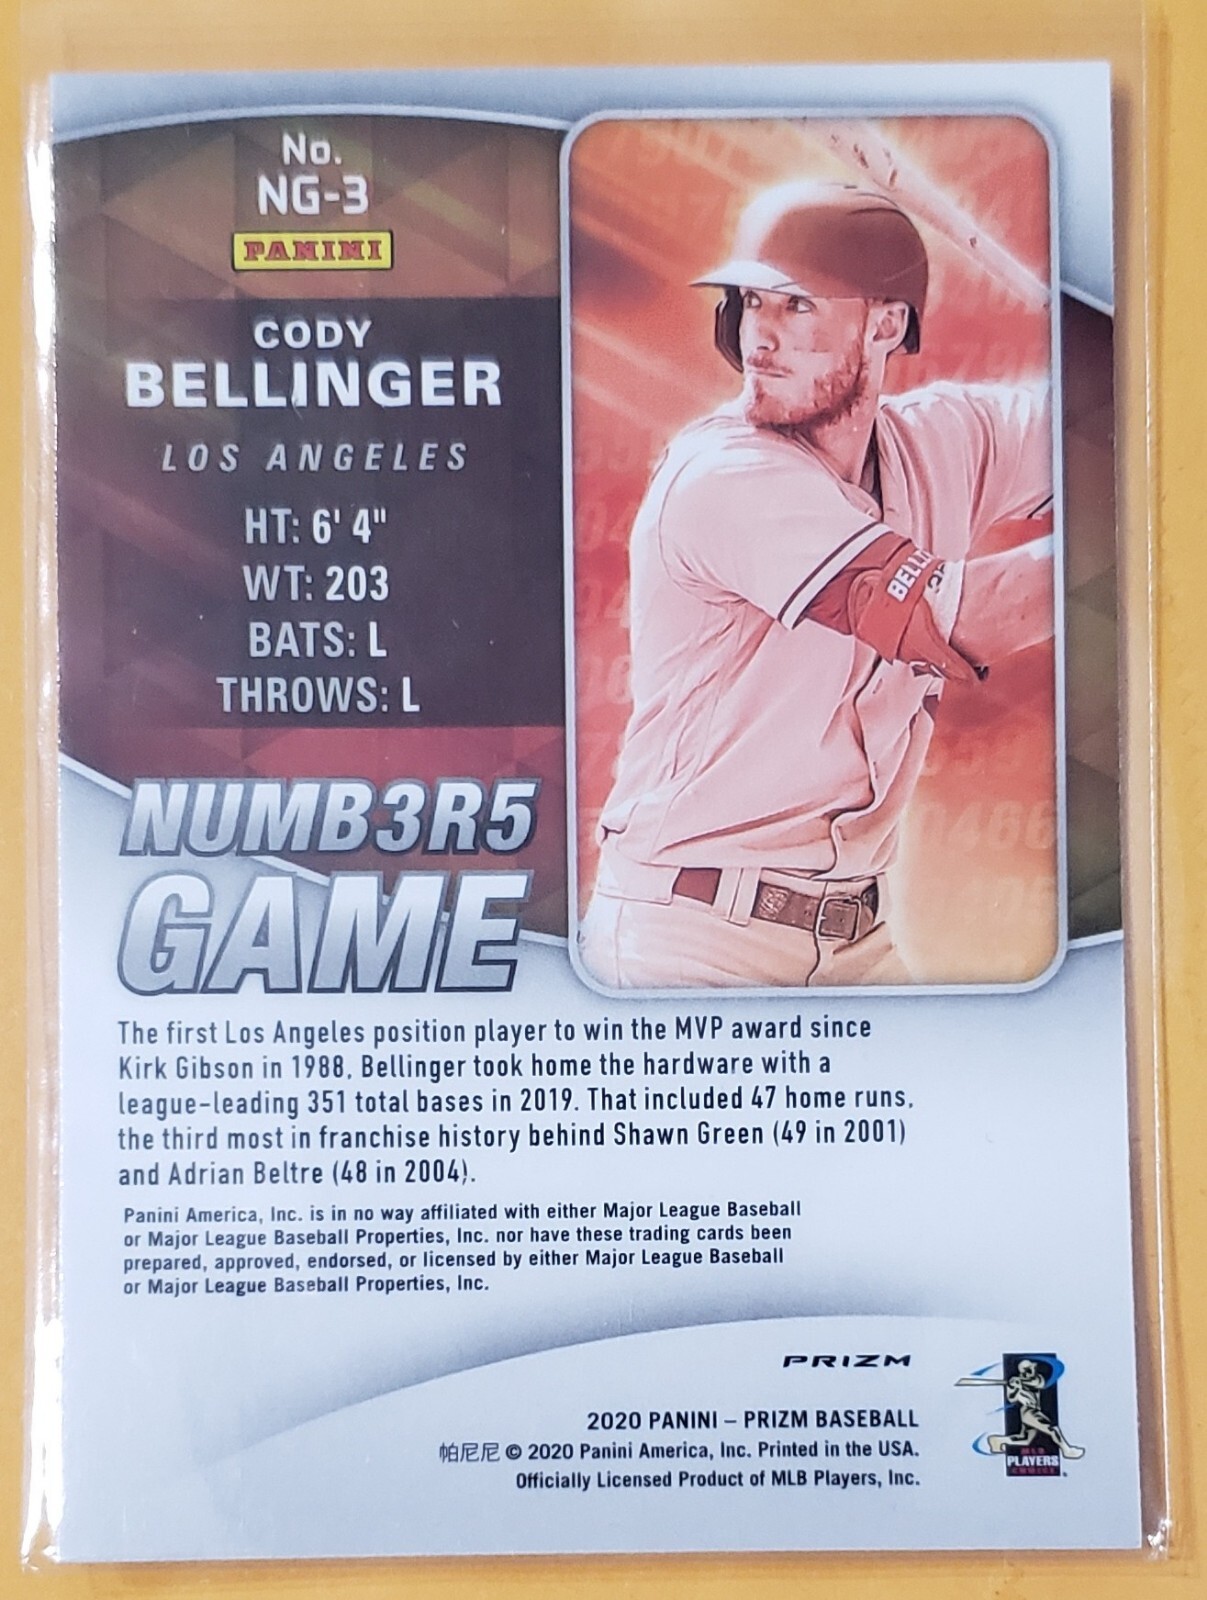 No.
NG-3
PANINI
CODY
BELLINGER
LOS ANGELES
HT: 6' 4"
WT: 203
BATS: L
THROWS: L
NUMB3R5
GAME
The first Los Angeles position player to win the MVP award since
Kirk Gibson in 1988, Bellinger took home the hardware with a
league-leading 351 total bases in 2019. That included 47 home runs,
the third most in franchise history behind Shawn Green (49 in 2001)
and Adrian Beltre (48 in 2004).
Panini America, Inc. is in no way affiliated with either Major League Baseball
or Major League Baseball Properties, Inc. nor have these trading cards been
prepared, approved, endorsed, or licensed by either Major League Baseball
or Major League Baseball Properties, Inc.
PRIZM
2020 PANINI – PRIZM BASEBALL
帕尼尼 © 2020 Panini America, Inc. Printed in the USA.
Officially Licensed Product of MLB Players, Inc.
MLB
PLAYERS
CHOICE